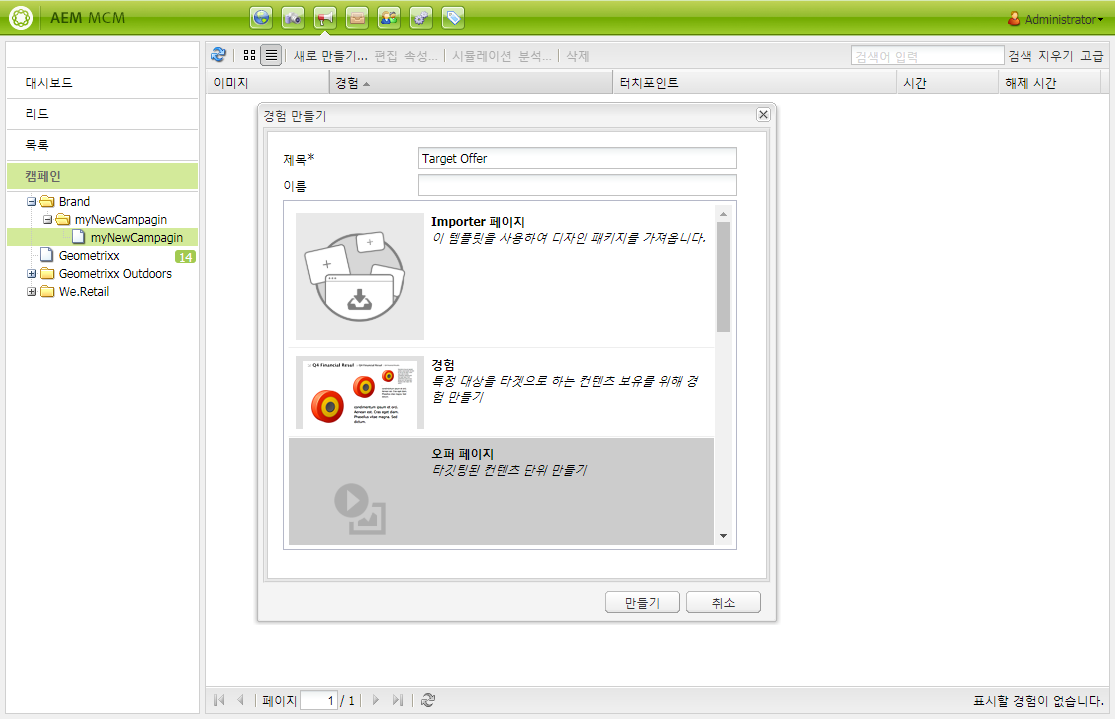 AEM MCM
Administrator
대시보드
리드
목록
캠페인
Brand
myNewCampagin
myNewCampagin
Geometrixx
14
Geometrixx Outdoors
We.Retail
새로 만들기... 편집 속성... 시뮬레이션 분석... 삭제
검색어 입력 검색 지우기 고급
이미지 경험 터치포인트 시간 해제 시간
경험 만들기
제목* Target Offer
이름
Importer 페이지
이 템플릿을 사용하여 디자인 패키지를 가져옵니다.
Q4 Financial Resul
condimentum ipsum et orci.
Aenean est. Cras eget diam.
Phasellus vitae magna. Sed
dictum.
경험
특정 대상을 타겟으로 하는 컨텐츠 보유를 위해 경
험 만들기
오퍼 페이지
타깃팅된 컨텐츠 단위 만들기
만들기 취소
페이지 1 / 1
표시할 경험이 없습니다.